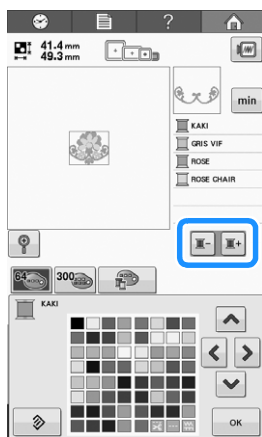 ?
41.4 mm
49.3 mm
min
KAKI
GRIS VIF
ROSE
ROSE CHAIR
- +
64 300
KAKI
OK